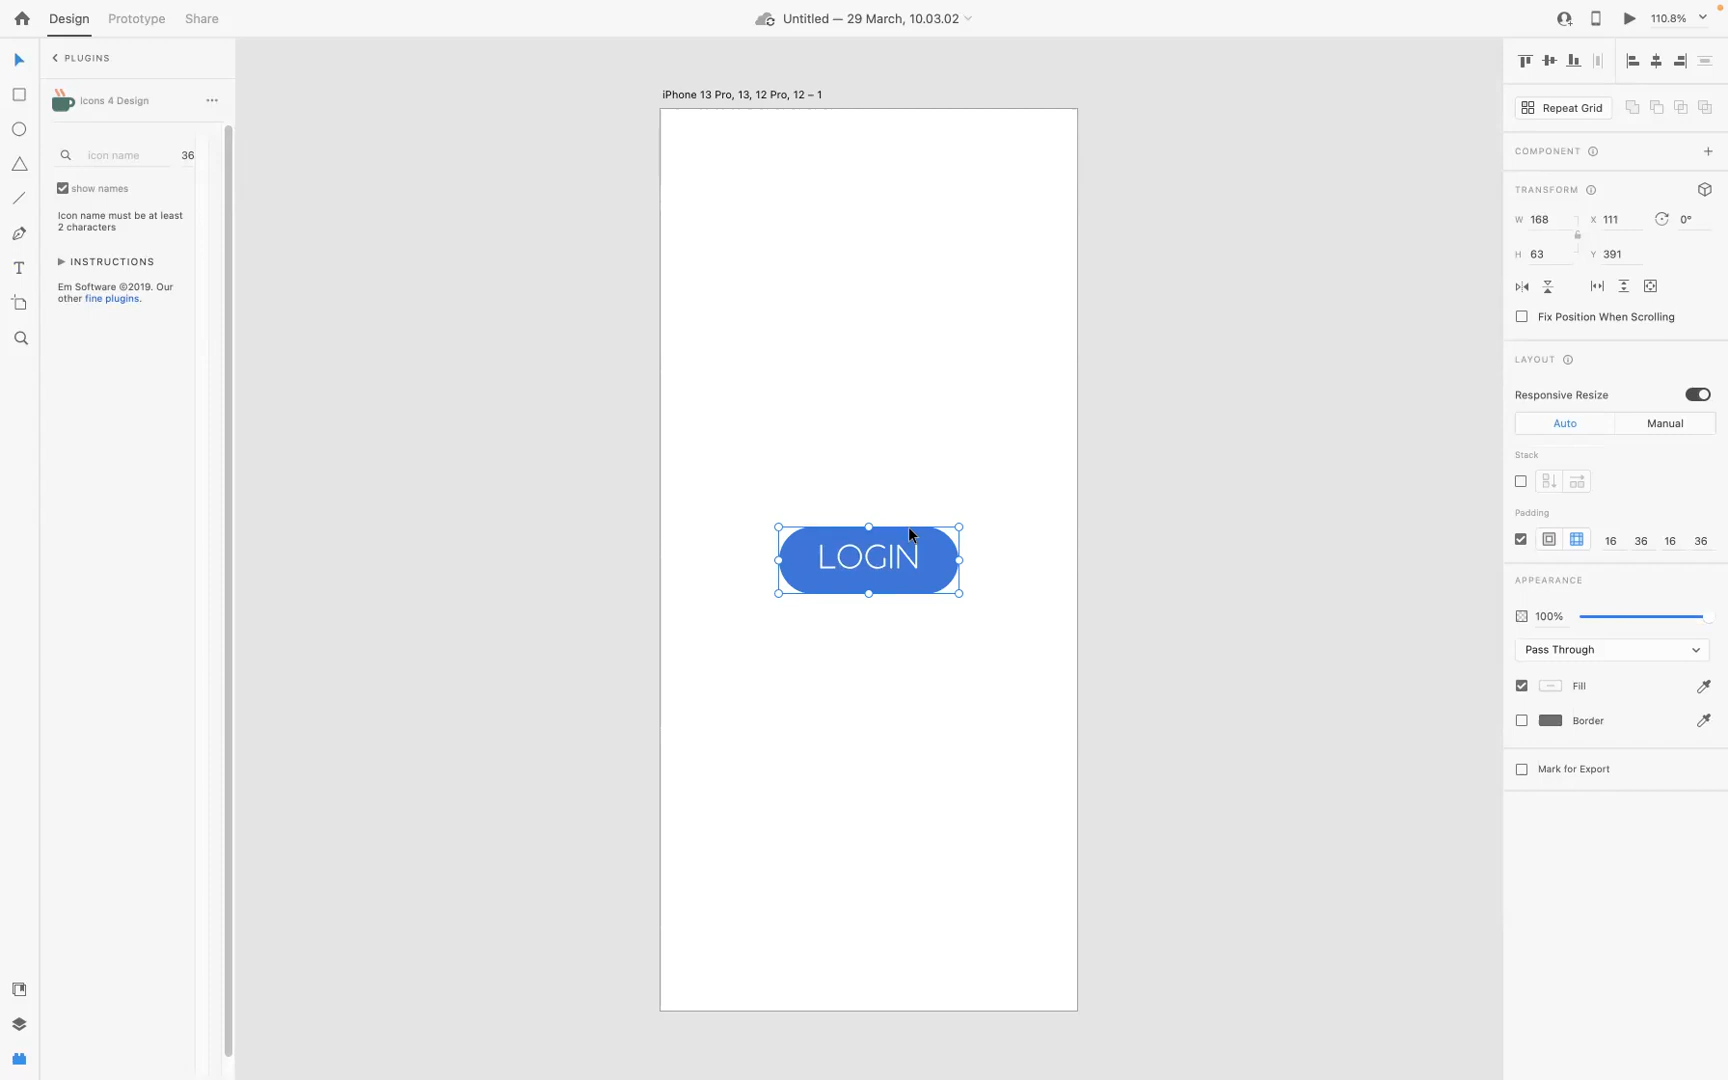 Design Prototype Share
Untitled — 29 March, 10.03.02
110.8%
PLUGINS
Icons 4 Design
icon name 36
show names
Icon name must be at least
2 characters
INSTRUCTIONS
Em Software ©2019. Our
other fine plugins.
iPhone 13 Pro, 13, 12 Pro, 12 – 1
LOGIN
Repeat Grid
COMPONENT
TRANSFORM
W 168 X 111 0°
H 63 Y 391
Fix Position When Scrolling
LAYOUT
Responsive Resize
Auto Manual
Stack
Padding
16 36 16 36
APPEARANCE
100%
Pass Through
Fill
Border
Mark for Export